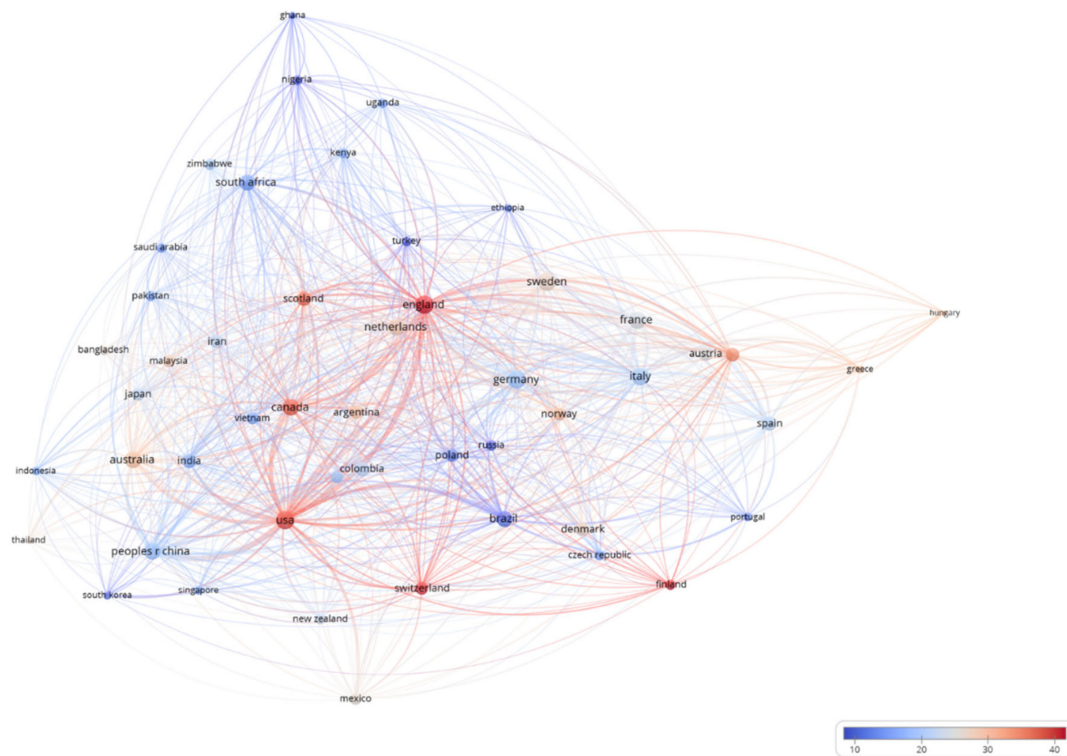 ghana
nigeria
uganda
kenya
zimbabwe
south africa
ethiopia
turkey
saudi arabia
sweden
pakistan
scotland
england
hungary
france
netherlands
iran
bangladesh
austria
malaysia
greece
germany
italy
japan
canada
argentina
norway
vietnam
spain
russia
poland
australia
india
colombia
indonesia
usa
brazil
portugal
denmark
thailand
peoples r china
czech republic
switzerland
finland
singapore
south korea
new zealand
mexico
10 20 30 40